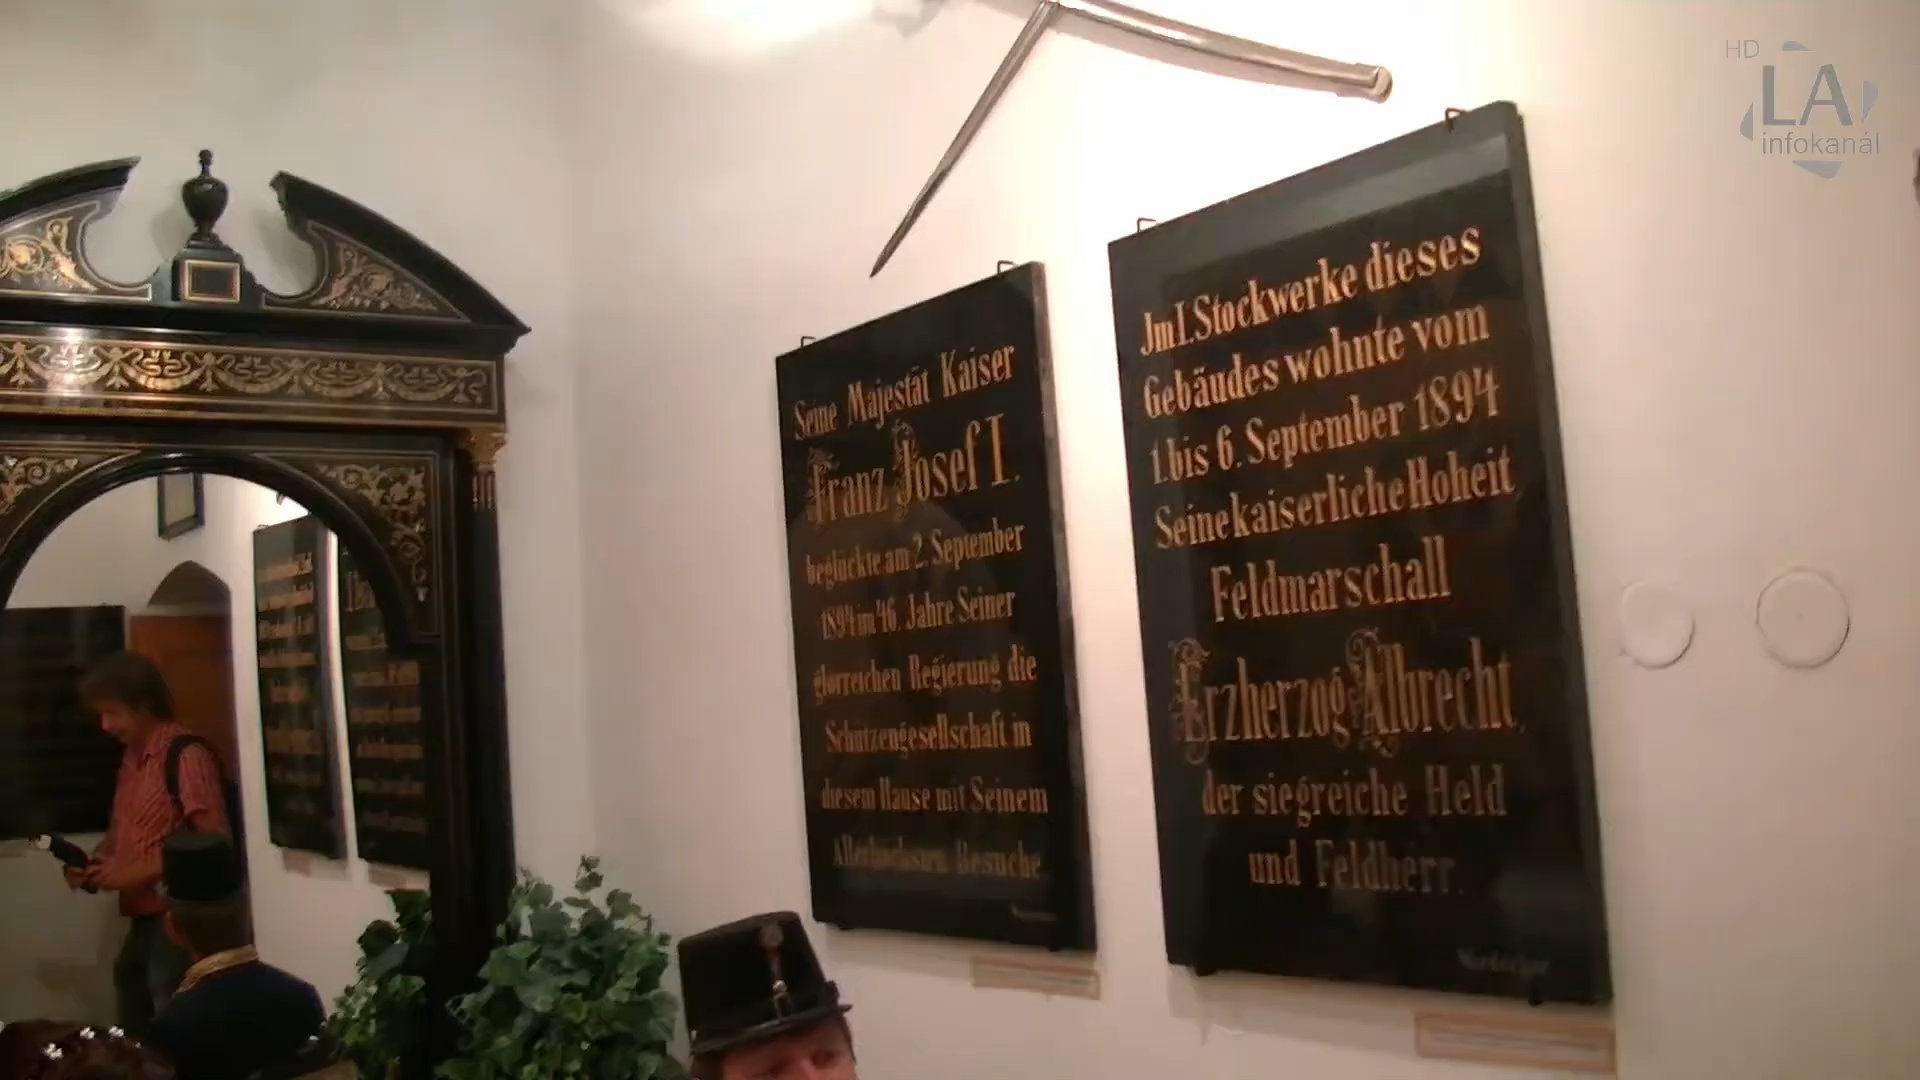 HD
LA
infokanál
Seine Majestät Kaiser
Franz Josef I.
beglückte am 2. September
1894 im 46. Jahre Seiner
glorreichen Regierung die
Schützengesellschaft in
diesem Hause mit Seinem
Allerhöchsten Besuche.
Jm I. Stockwerke dieses
Gebäudes wohnte vom
1. bis 6. September 1894
Seine kaiserliche Hoheit
Feldmarschall
Erzherzog Albrecht,
der siegreiche Held
und Feldherr.